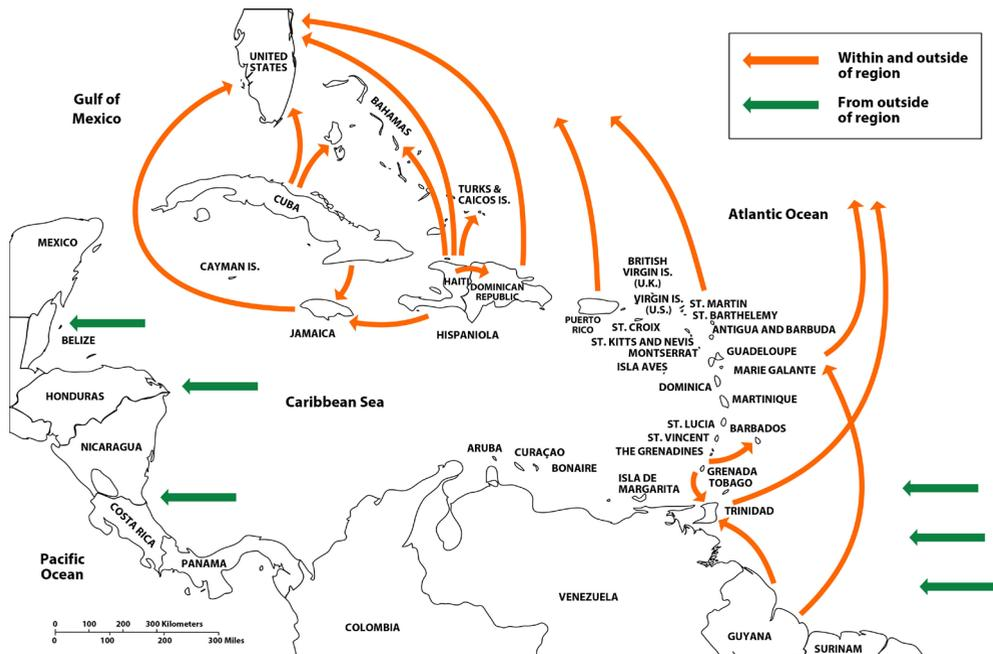 UNITED
STATES
Gulf of
Mexico
BAHAMAS
Within and outside
of region
From outside
of region
TURKS &
CAICOS IS.
CUBA
Atlantic Ocean
MEXICO
CAYMAN IS.
HAITI
DOMINICAN
REPUBLIC
BRITISH
VIRGIN IS.
(U.K.)
VIRGIN IS.
(U.S.)
ST. MARTIN
ST. BARTHELEMY
PUERTO
RICO
ST. CROIX
ANTIGUA AND BARBUDA
JAMAICA
HISPANIOLA
BELIZE
ST. KITTS AND NEVIS
MONTSERRAT
GUADELOUPE
ISLA AVES
MARIE GALANTE
DOMINICA
HONDURAS
Caribbean Sea
MARTINIQUE
ST. LUCIA
BARBADOS
ST. VINCENT
NICARAGUA
ARUBA
CURAÇAO
THE GRENADINES
BONAIRE
GRENADA
TOBAGO
ISLA DE
MARGARITA
TRINIDAD
COSTA RICA
PANAMA
Pacific
Ocean
VENEZUELA
COLOMBIA
GUYANA
SURINAM
0 100 200 300 Kilometers
0 100 200 300 Miles